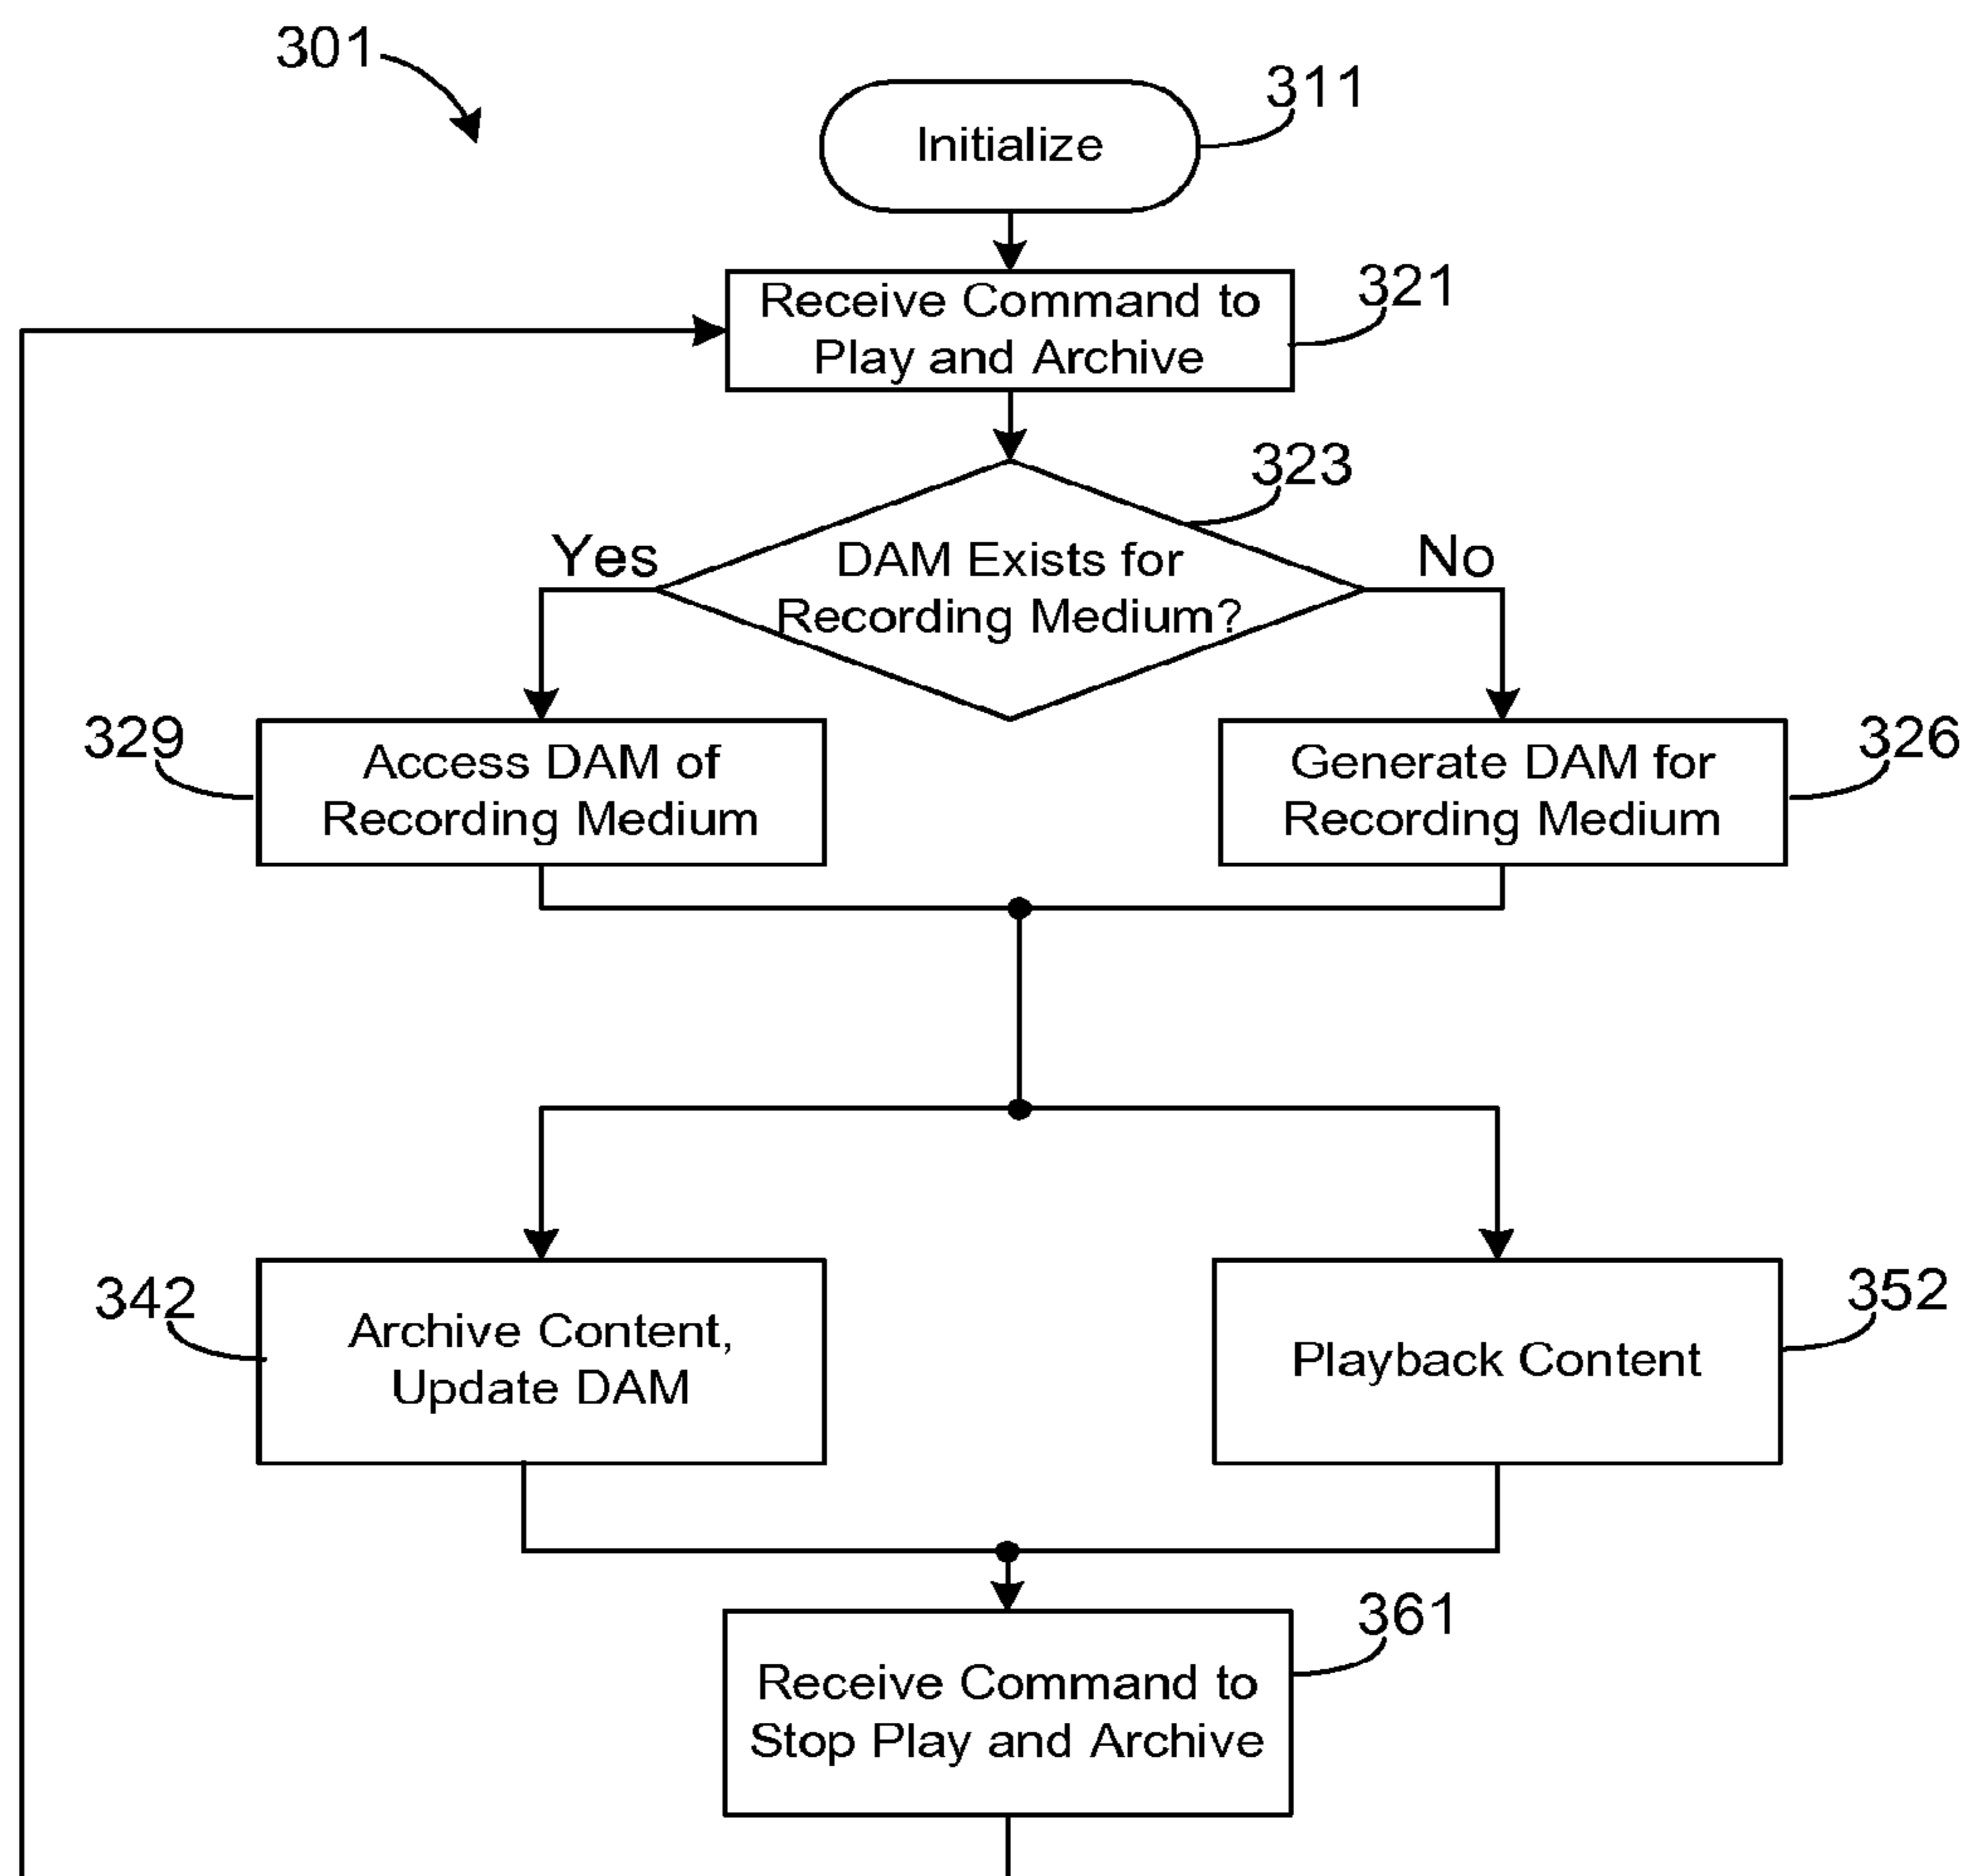 301
311
Initialize
321
Receive Command to
Play and Archive
323
Yes
No
DAM Exists for
Recording Medium?
329
Access DAM of
Recording Medium
326
Generate DAM for
Recording Medium
342
Archive Content,
Update DAM
352
Playback Content
361
Receive Command to
Stop Play and Archive